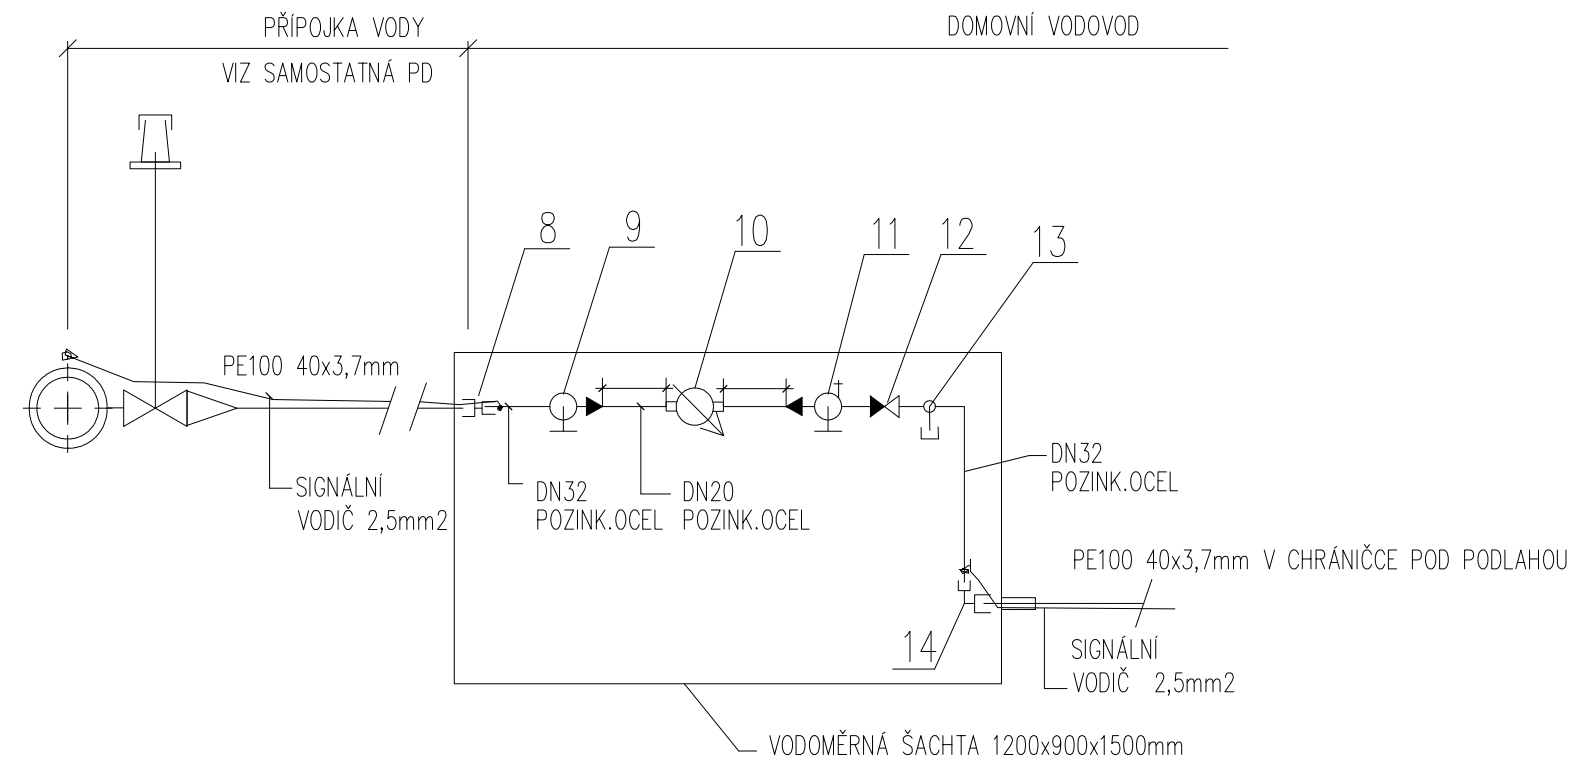 PŘÍPOJKA VODY
DOMOVNÍ VODOVOD
VIZ SAMOSTATNÁ PD
8
9
10
11
12
13
PE100 40x3,7mm
SIGNÁLNÍ
VODIČ 2,5mm2
DN32
POZINK.OCEL
DN20
POZINK.OCEL
DN32
POZINK.OCEL
PE100 40x3,7mm V CHRÁNIČCE POD PODLAHOU
14
SIGNÁLNÍ
VODIČ 2,5mm2
VODOMĚRNÁ ŠACHTA 1200x900x1500mm